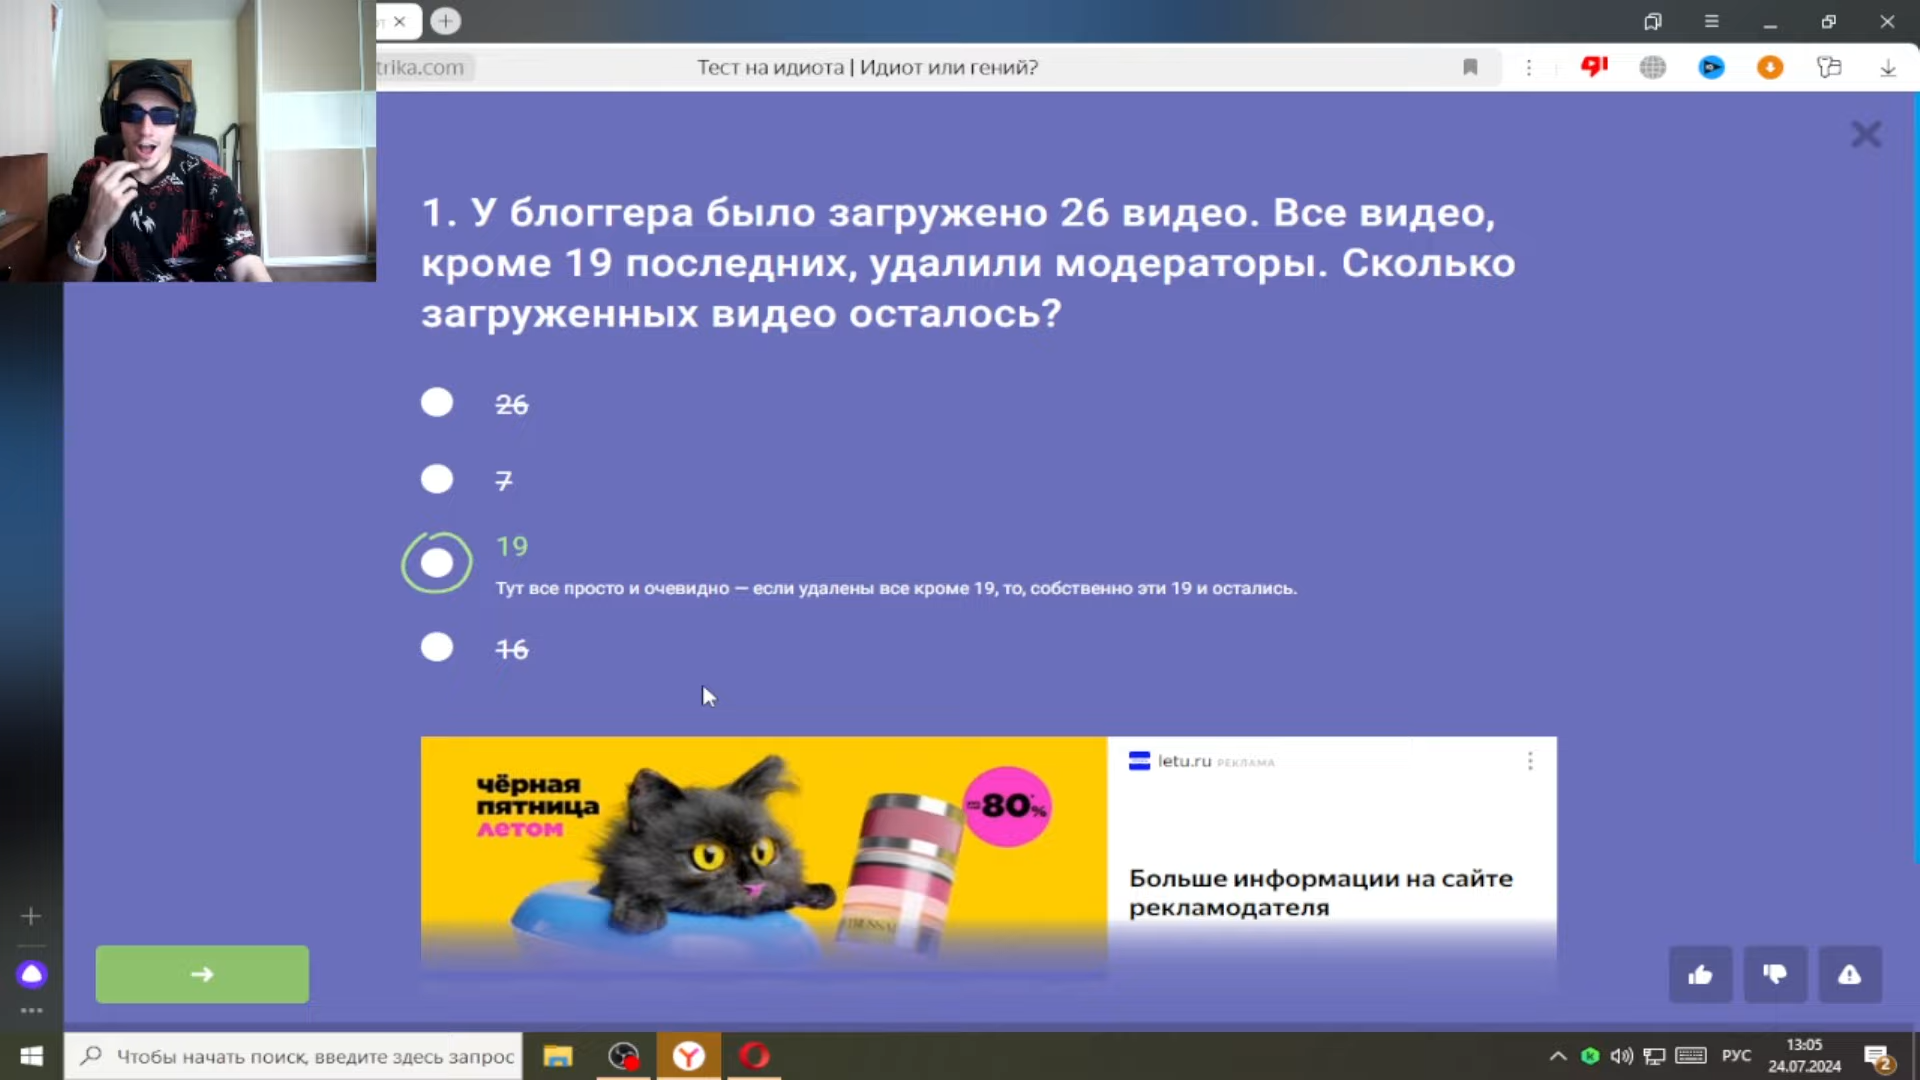 trika.com
Тест на идиота | Идиот или гений?
1. У блоггера было загружено 26 видео. Все видео,
кроме 19 последних, удалили модераторы. Сколько
загруженных видео осталось?
26
7
19
Тут все просто и очевидно — если удалены все кроме 19, то, собственно эти 19 и остались.
16
чёрная
пятница
летом
80%
letu.ru РЕКЛАМА
Больше информации на сайте
рекламодателя
Чтобы начать поиск, введите здесь запрос
РУС
13:05
24.07.2024
2